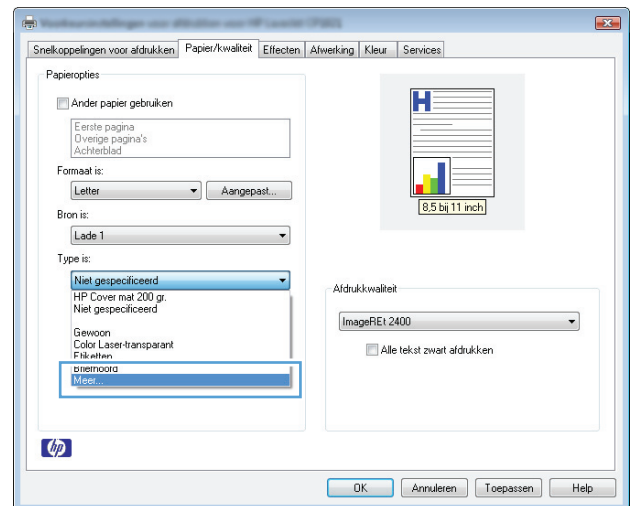 Snelkoppelingen voor afdrukken Papier/kwaliteit Effecten Afwerking Kleur Services
Papieropties
Ander papier gebruiken
Eerste pagina
Overige pagina's
Achterblad
Formaat is:
Letter Aangepast...
Bron is:
Lade 1
Type is:
Niet gespecificeerd
HP Cover mat 200 gr.
Niet gespecificeerd
Gewoon
Color Laser-transparant
Etiketten
Briefhoofd
Meer...
H
8,5 bij 11 inch
Afdrukkwaliteit
ImageREt 2400
Alle tekst zwart afdrukken
hp
OK Annuleren Toepassen Help